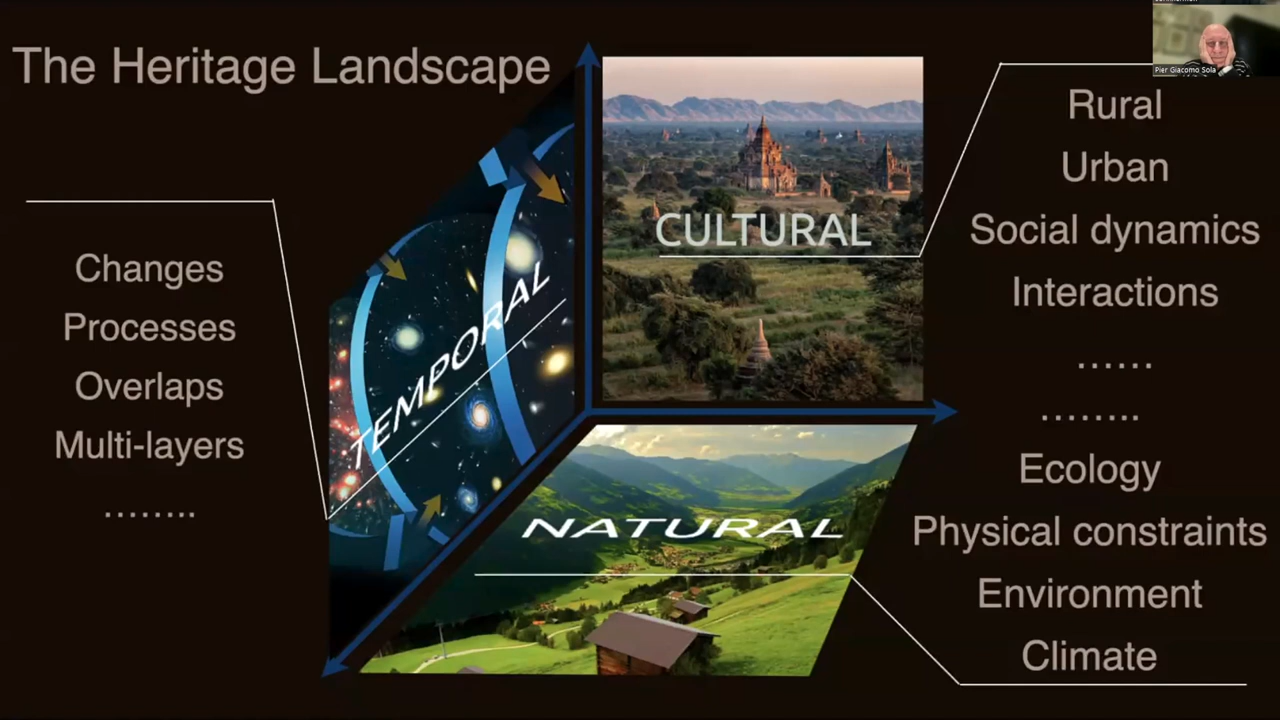 The Heritage Landscape
Pier Giacomo Sola
Rural
Urban
Social dynamics
Interactions
......
CULTURAL
Changes
Processes
Overlaps
Multi-layers
........
TEMPORAL
NATURAL
........
Ecology
Physical constraints
Environment
Climate